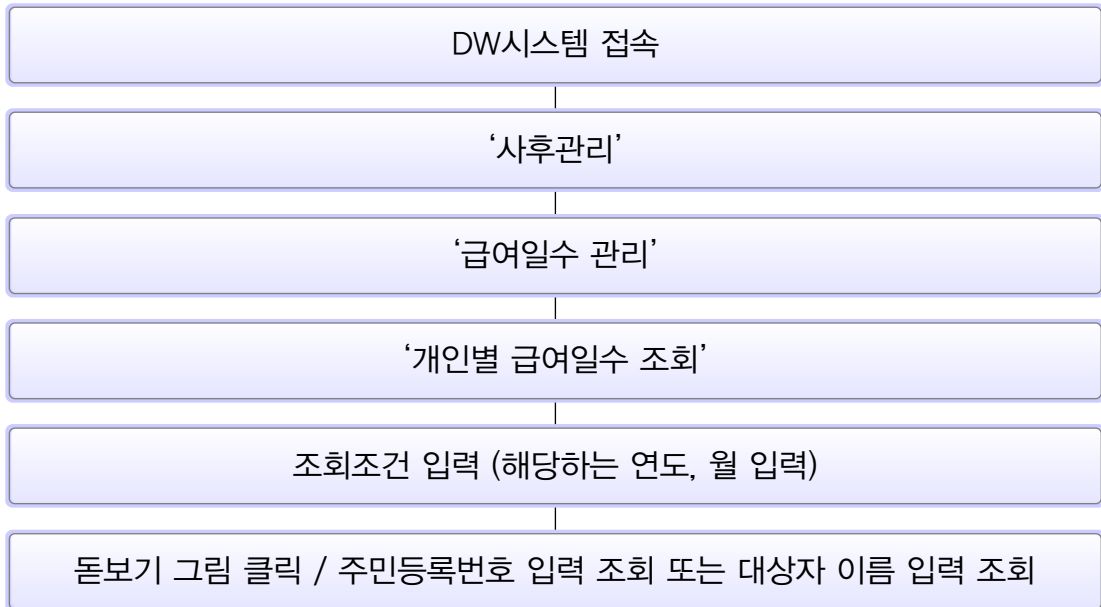 DW시스템 접속
‘사후관리’
‘급여일수 관리’
‘개인별 급여일수 조회’
조회조건 입력 (해당하는 연도, 월 입력)
돋보기 그림 클릭 / 주민등록번호 입력 조회 또는 대상자 이름 입력 조회